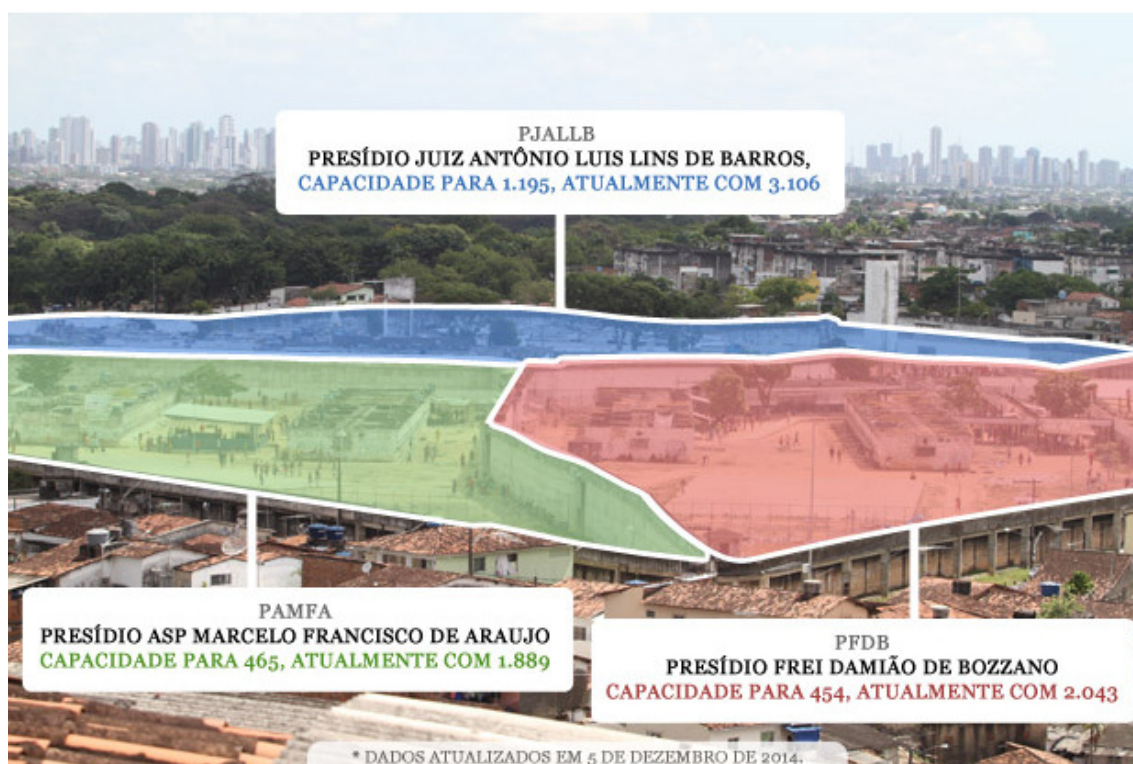 PJALLB
PRESÍDIO JUIZ ANTÔNIO LUIS LINS DE BARROS,
CAPACIDADE PARA 1.195, ATUALMENTE COM 3.106
PAMFA
PRESÍDIO ASP MARCELO FRANCISCO DE ARAUJO
CAPACIDADE PARA 465, ATUALMENTE COM 1.889
PFDB
PRESÍDIO FREI DAMIÃO DE BOZZANO
CAPACIDADE PARA 454, ATUALMENTE COM 2.043
* DADOS ATUALIZADOS EM 5 DE DEZEMBRO DE 2014.